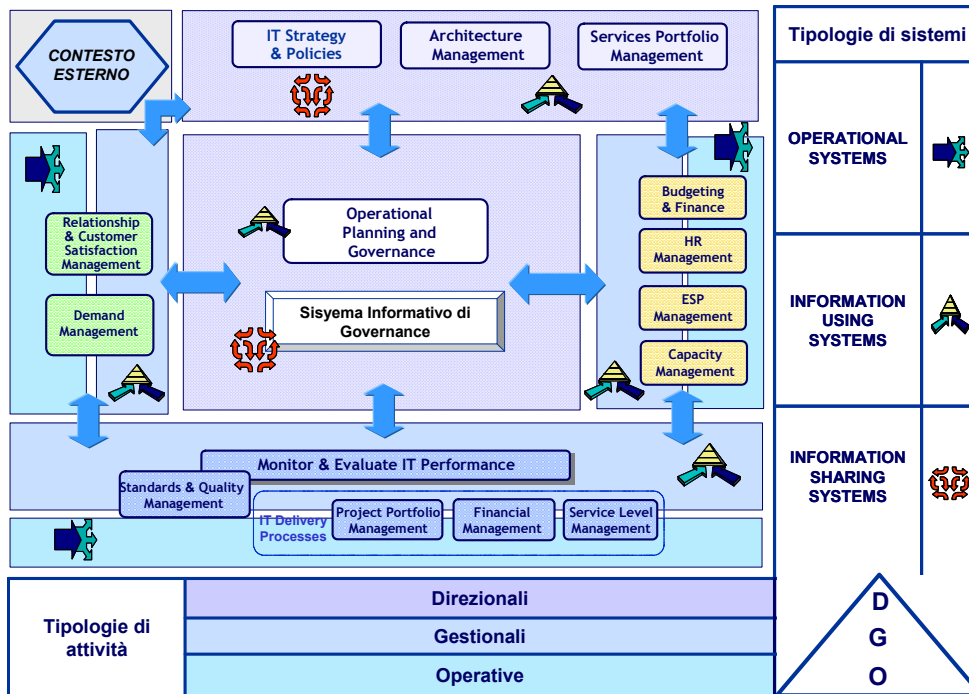 CONTESTO
ESTERNO
IT Strategy
& Policies
Architecture
Management
Services Portfolio
Management
Tipologie di sistemi
OPERATIONAL
SYSTEMS
Relationship
& Customer
Satisfaction
Management
Demand
Management
Operational
Planning and
Governance
Sisyema Informativo di
Governance
Budgeting
& Finance
HR
Management
ESP
Management
Capacity
Management
INFORMATION
USING
SYSTEMS
Monitor & Evaluate IT Performance
Standards & Quality
Management
IT Delivery
Processes
Project Portfolio
Management
Financial
Management
Service Level
Management
INFORMATION
SHARING
SYSTEMS
Tipologie di
attività
Direzionali
Gestionali
Operative
D
G
O